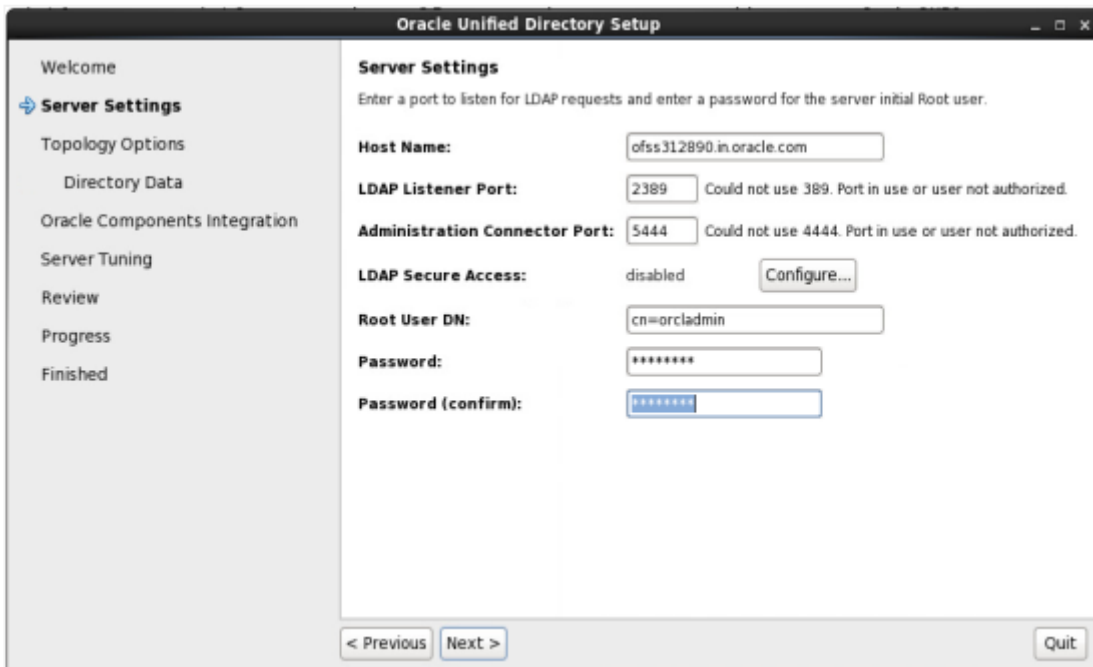 Oracle Unified Directory Setup
Welcome
Server Settings
Topology Options
Directory Data
Oracle Components Integration
Server Tuning
Review
Progress
Finished
Server Settings
Enter a port to listen for LDAP requests and enter a password for the server initial Root user.
Host Name: ofss312890.in.oracle.com
LDAP Listener Port: 2389 Could not use 389. Port in use or user not authorized.
Administration Connector Port: 5444 Could not use 4444. Port in use or user not authorized.
LDAP Secure Access: disabled Configure...
Root User DN: cn=orcladmin
Password: ********
Password (confirm): ********
< Previous Next > Quit